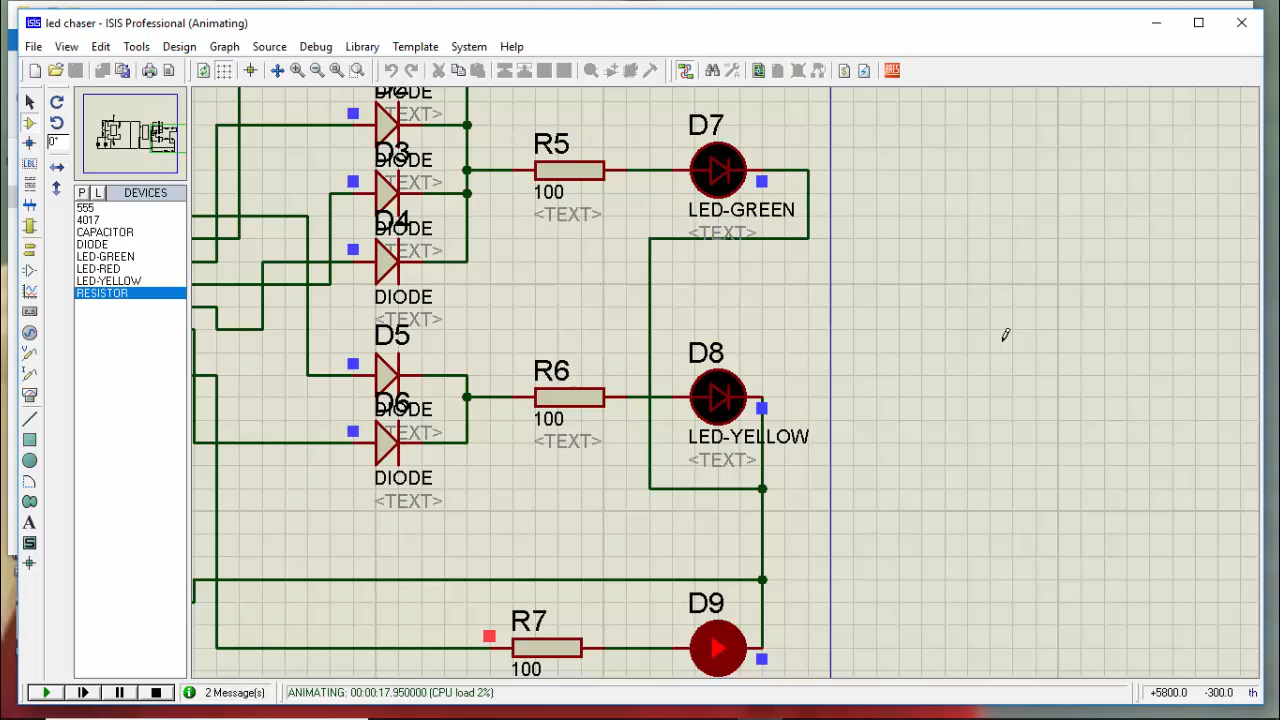 led chaser - ISIS Professional (Animating)
File View Edit Tools Design Graph Source Debug Library Template System Help
0°
P L DEVICES
555
4017
CAPACITOR
DIODE
LED-GREEN
LED-RED
LED-YELLOW
RESISTOR
DIODE
<TEXT>
D3
DIODE
<TEXT>
D4
DIODE
<TEXT>
DIODE
<TEXT>
D5
DIODE
<TEXT>
D6
DIODE
<TEXT>
R5
100
<TEXT>
D7
LED-GREEN
<TEXT>
R6
100
<TEXT>
D8
LED-YELLOW
<TEXT>
R7
100
D9
2 Message(s) ANIMATING: 00:00:17.950000 (CPU load 2%) +5800.0 -300.0 th